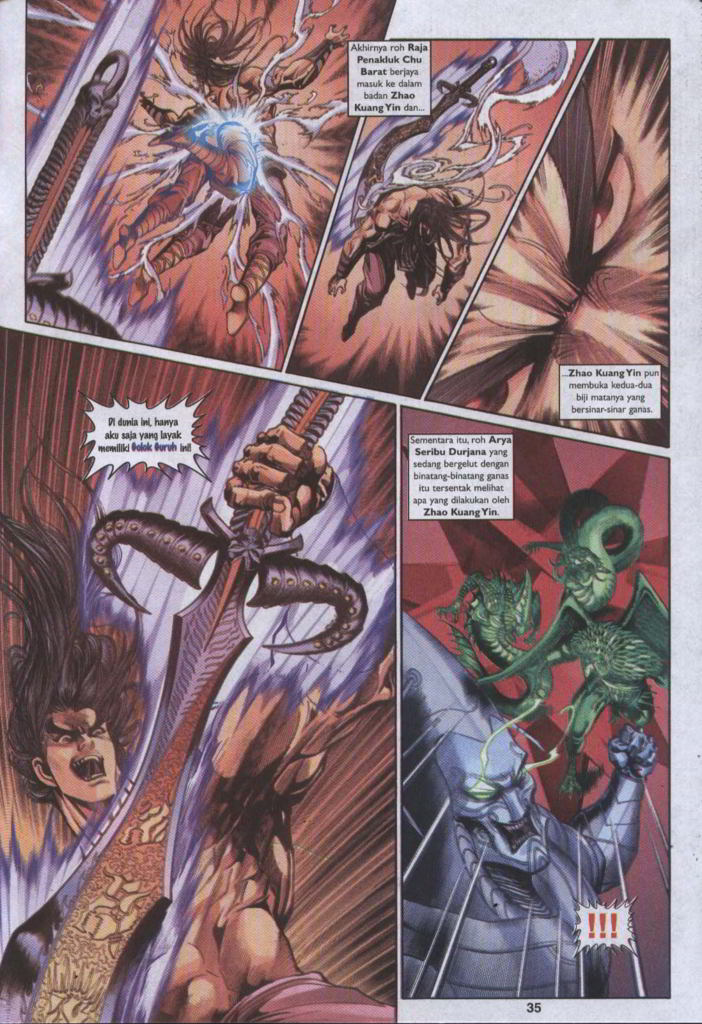 Akhirnya roh Raja
Penakluk Chu
Barat berjaya
masuk ke dalam
badan Zhao
Kuang Yin dan...
...Zhao Kuang Yin pun
membuka kedua-dua
biji matanya yang
bersinar-sinar ganas.
Di dunia ini, hanya
aku saja yang layak
memiliki Golok Guruh ini!
Sementara itu, roh Arya
Seribu Durjana yang
sedang bergelut dengan
binatang-binatang ganas
itu tersentak melihat
apa yang dilakukan oleh
Zhao Kuang Yin.
!!!
35